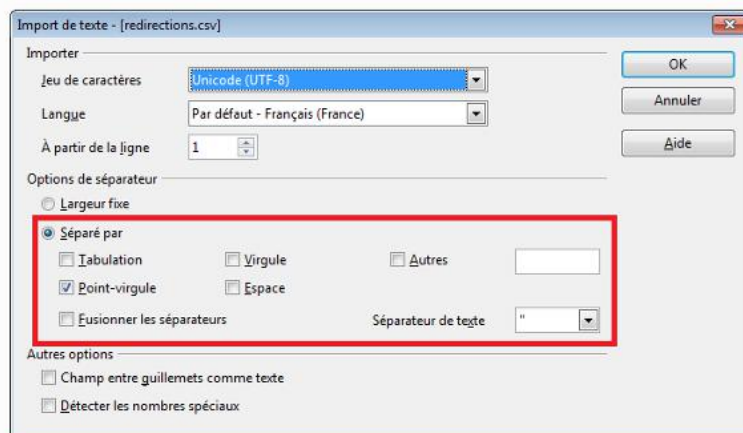 Import de texte - [redirections.csv]
Importer
Jeu de caractères Unicode (UTF-8)
OK
Langue Par défaut - Français (France)
Annuler
À partir de la ligne 1
Aide
Options de séparateur
Largeur fixe
Séparé par
Tabulation Virgule Autres
Point-virgule Espace
Fusionner les séparateurs Séparateur de texte "
Autres options
Champ entre guillemets comme texte
Détecter les nombres spéciaux